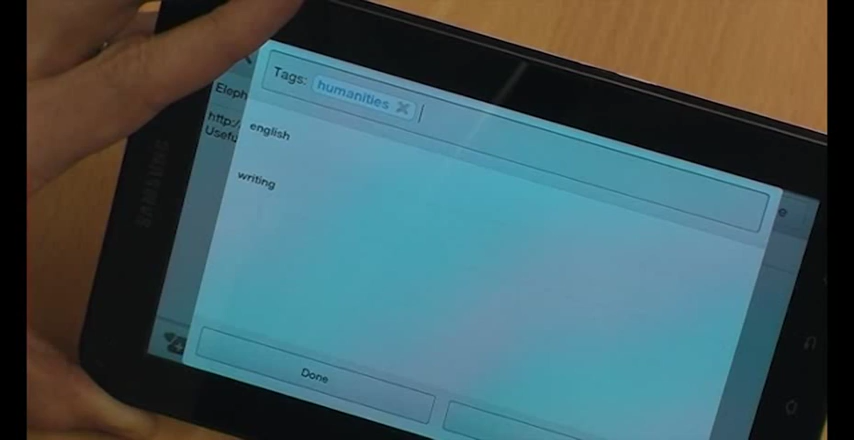 Tags: humanities
english
writing
Done
Eleph
http:/
Usefu
SAMSUNG